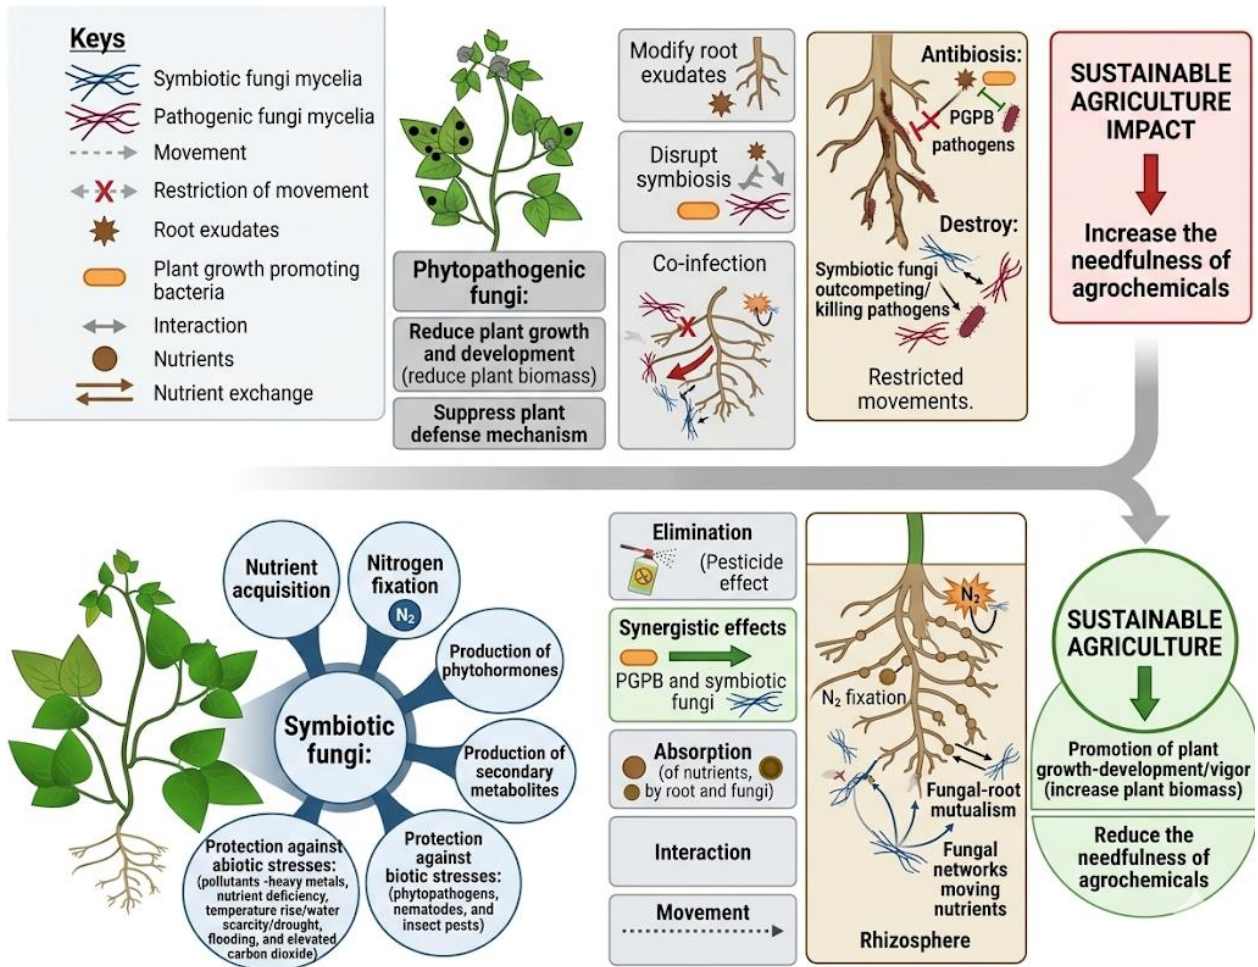 Keys
Symbiotic fungi mycelia
Pathogenic fungi mycelia
Movement
Restriction of movement
Root exudates
Plant growth promoting
bacteria
Interaction
Nutrients
Nutrient exchange
Phytopathogenic
fungi:
Reduce plant growth
and development
(reduce plant biomass)
Suppress plant
defense mechanism
Modify root
exudates
Disrupt
symbiosis
Co-infection
X
Antibiosis:
PGPB
pathogens
Destroy:
Symbiotic fungi
outcompeting/
killing pathogens
Restricted
movements.
SUSTAINABLE
AGRICULTURE
IMPACT
Increase the
needfulness of
agrochemicals
Symbiotic
fungi:
Nutrient
acquisition
Nitrogen
fixation
N₂
Production of
phytohormones
Production of
secondary
metabolites
Protection
against
biotic stresses:
(phytopathogens,
nematodes, and
insect pests)
Protection against
abiotic stresses:
(pollutants -heavy metals,
nutrient deficiency,
temperature rise/water
scarcity/drought,
flooding, and elevated
carbon dioxide)
Elimination
(Pesticide
effect
Synergistic effects
PGPB and symbiotic
fungi
Absorption
(of nutrients,
by root and fungi)
Interaction
Movement
N₂
N₂ fixation
Fungal-root
mutualism
Fungal
networks
moving
nutrients
Rhizosphere
SUSTAINABLE
AGRICULTURE
Promotion of plant
growth-development/vigor
(increase plant biomass)
Reduce the
needfulness of
agrochemicals